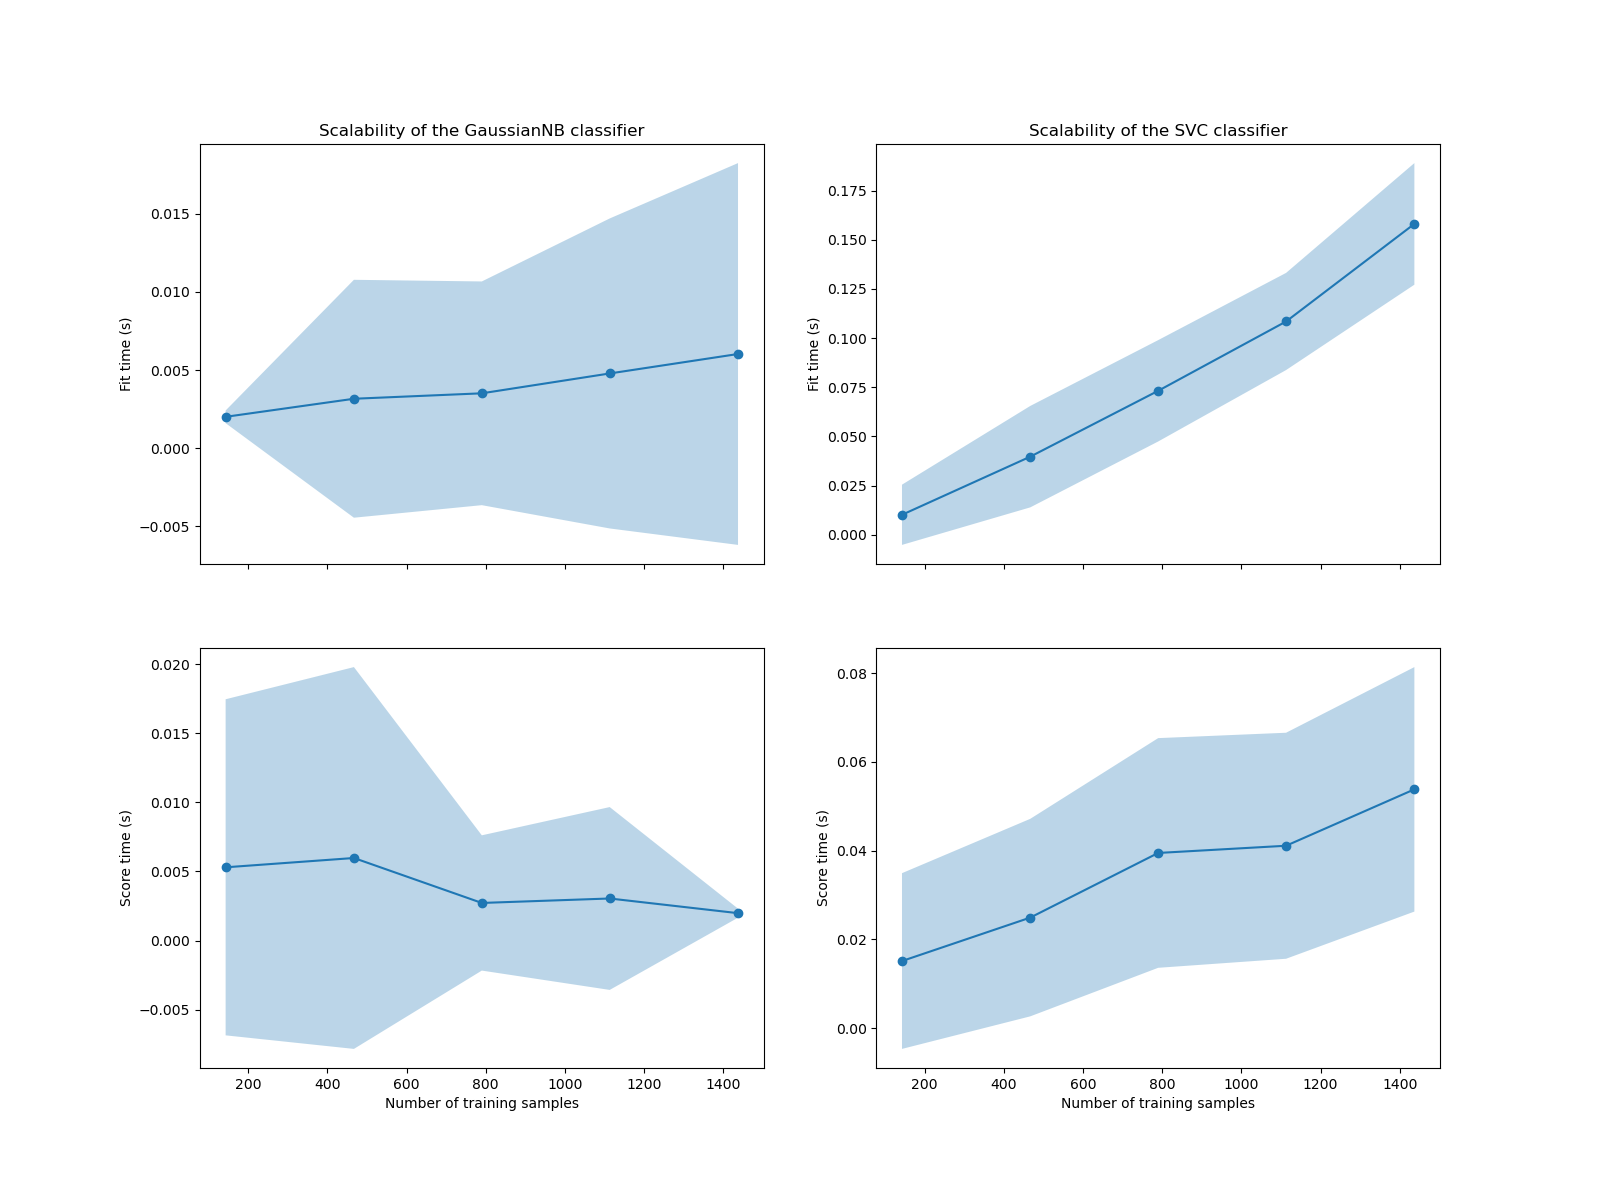 Scalability of the GaussianNB classifier
Fit time (s)
0.015
0.010
0.005
0.000
−0.005
Scalability of the SVC classifier
Fit time (s)
0.175
0.150
0.125
0.100
0.075
0.050
0.025
0.000
Score time (s)
0.020
0.015
0.010
0.005
0.000
−0.005
200 400 600 800 1000 1200 1400
Number of training samples
Score time (s)
0.08
0.06
0.04
0.02
0.00
200 400 600 800 1000 1200 1400
Number of training samples